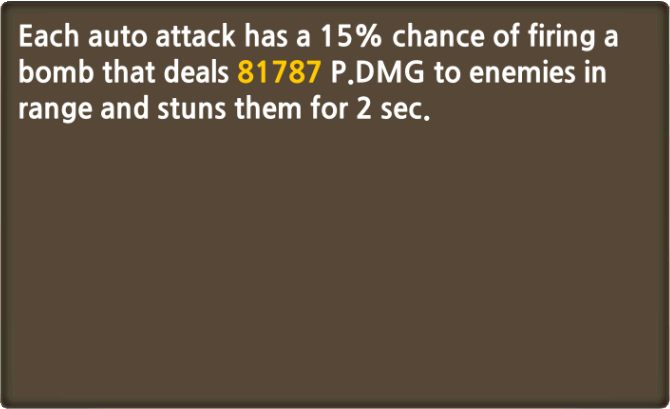 Each auto attack has a 15% chance of firing a
bomb that deals 81787 P.DMG to enemies in
range and stuns them for 2 sec.